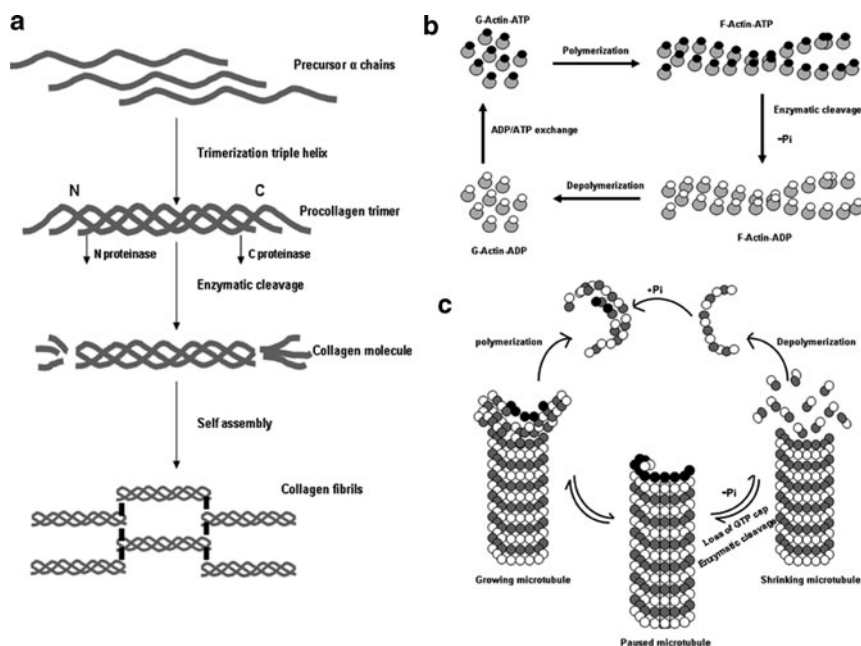 a
Precursor α chains
Trimerization triple helix
N
C
Procollagen trimer
N proteinase
C proteinase
Enzymatic cleavage
Collagen molecule
Self assembly
Collagen fibrils
b
G-Actin-ATP
F-Actin-ATP
Polymerization
ADP/ATP exchange
Enzymatic cleavage
-Pi
Depolymerization
G-Actin-ADP
F-Actin-ADP
c
+Pi
polymerization
Depolymerization
-Pi
Loss of GTP cap
Enzymatic cleavage
Growing microtubule
Shrinking microtubule
Paused microtubule